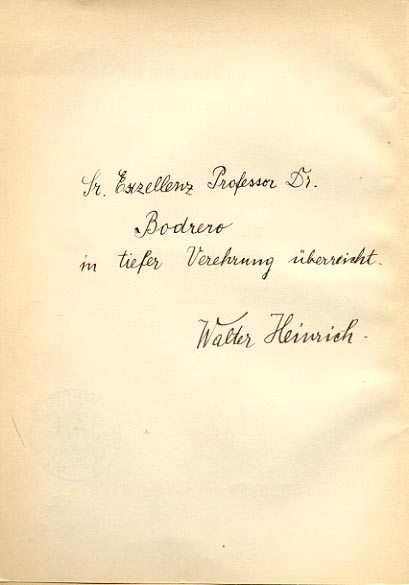 Sr. Exzellenz Professor Dr.
Bodrero
in tiefer Verehrung überreicht.
Walter Heinrich.